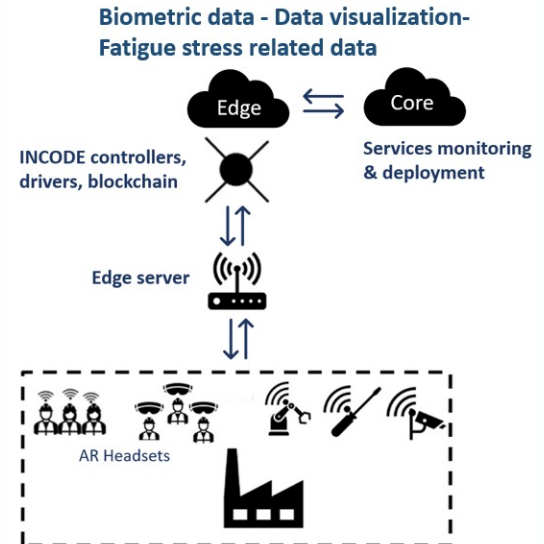 Biometric data - Data visualization-
Fatigue stress related data
Edge
Core
INCODE controllers,
drivers, blockchain
Services monitoring
& deployment
Edge server
AR Headsets